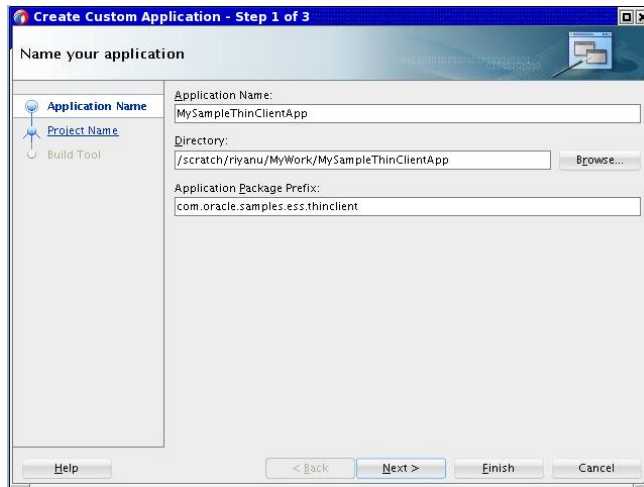 Create Custom Application - Step 1 of 3
Name your application
Application Name
Project Name
Build Tool
Application Name:
MySampleThinClientApp
Directory:
/scratch/riyanu/MyWork/MySampleThinClientApp
Browse...
Application Package Prefix:
com.oracle.samples.ess.thinclient
Help
< Back
Next >
Finish
Cancel